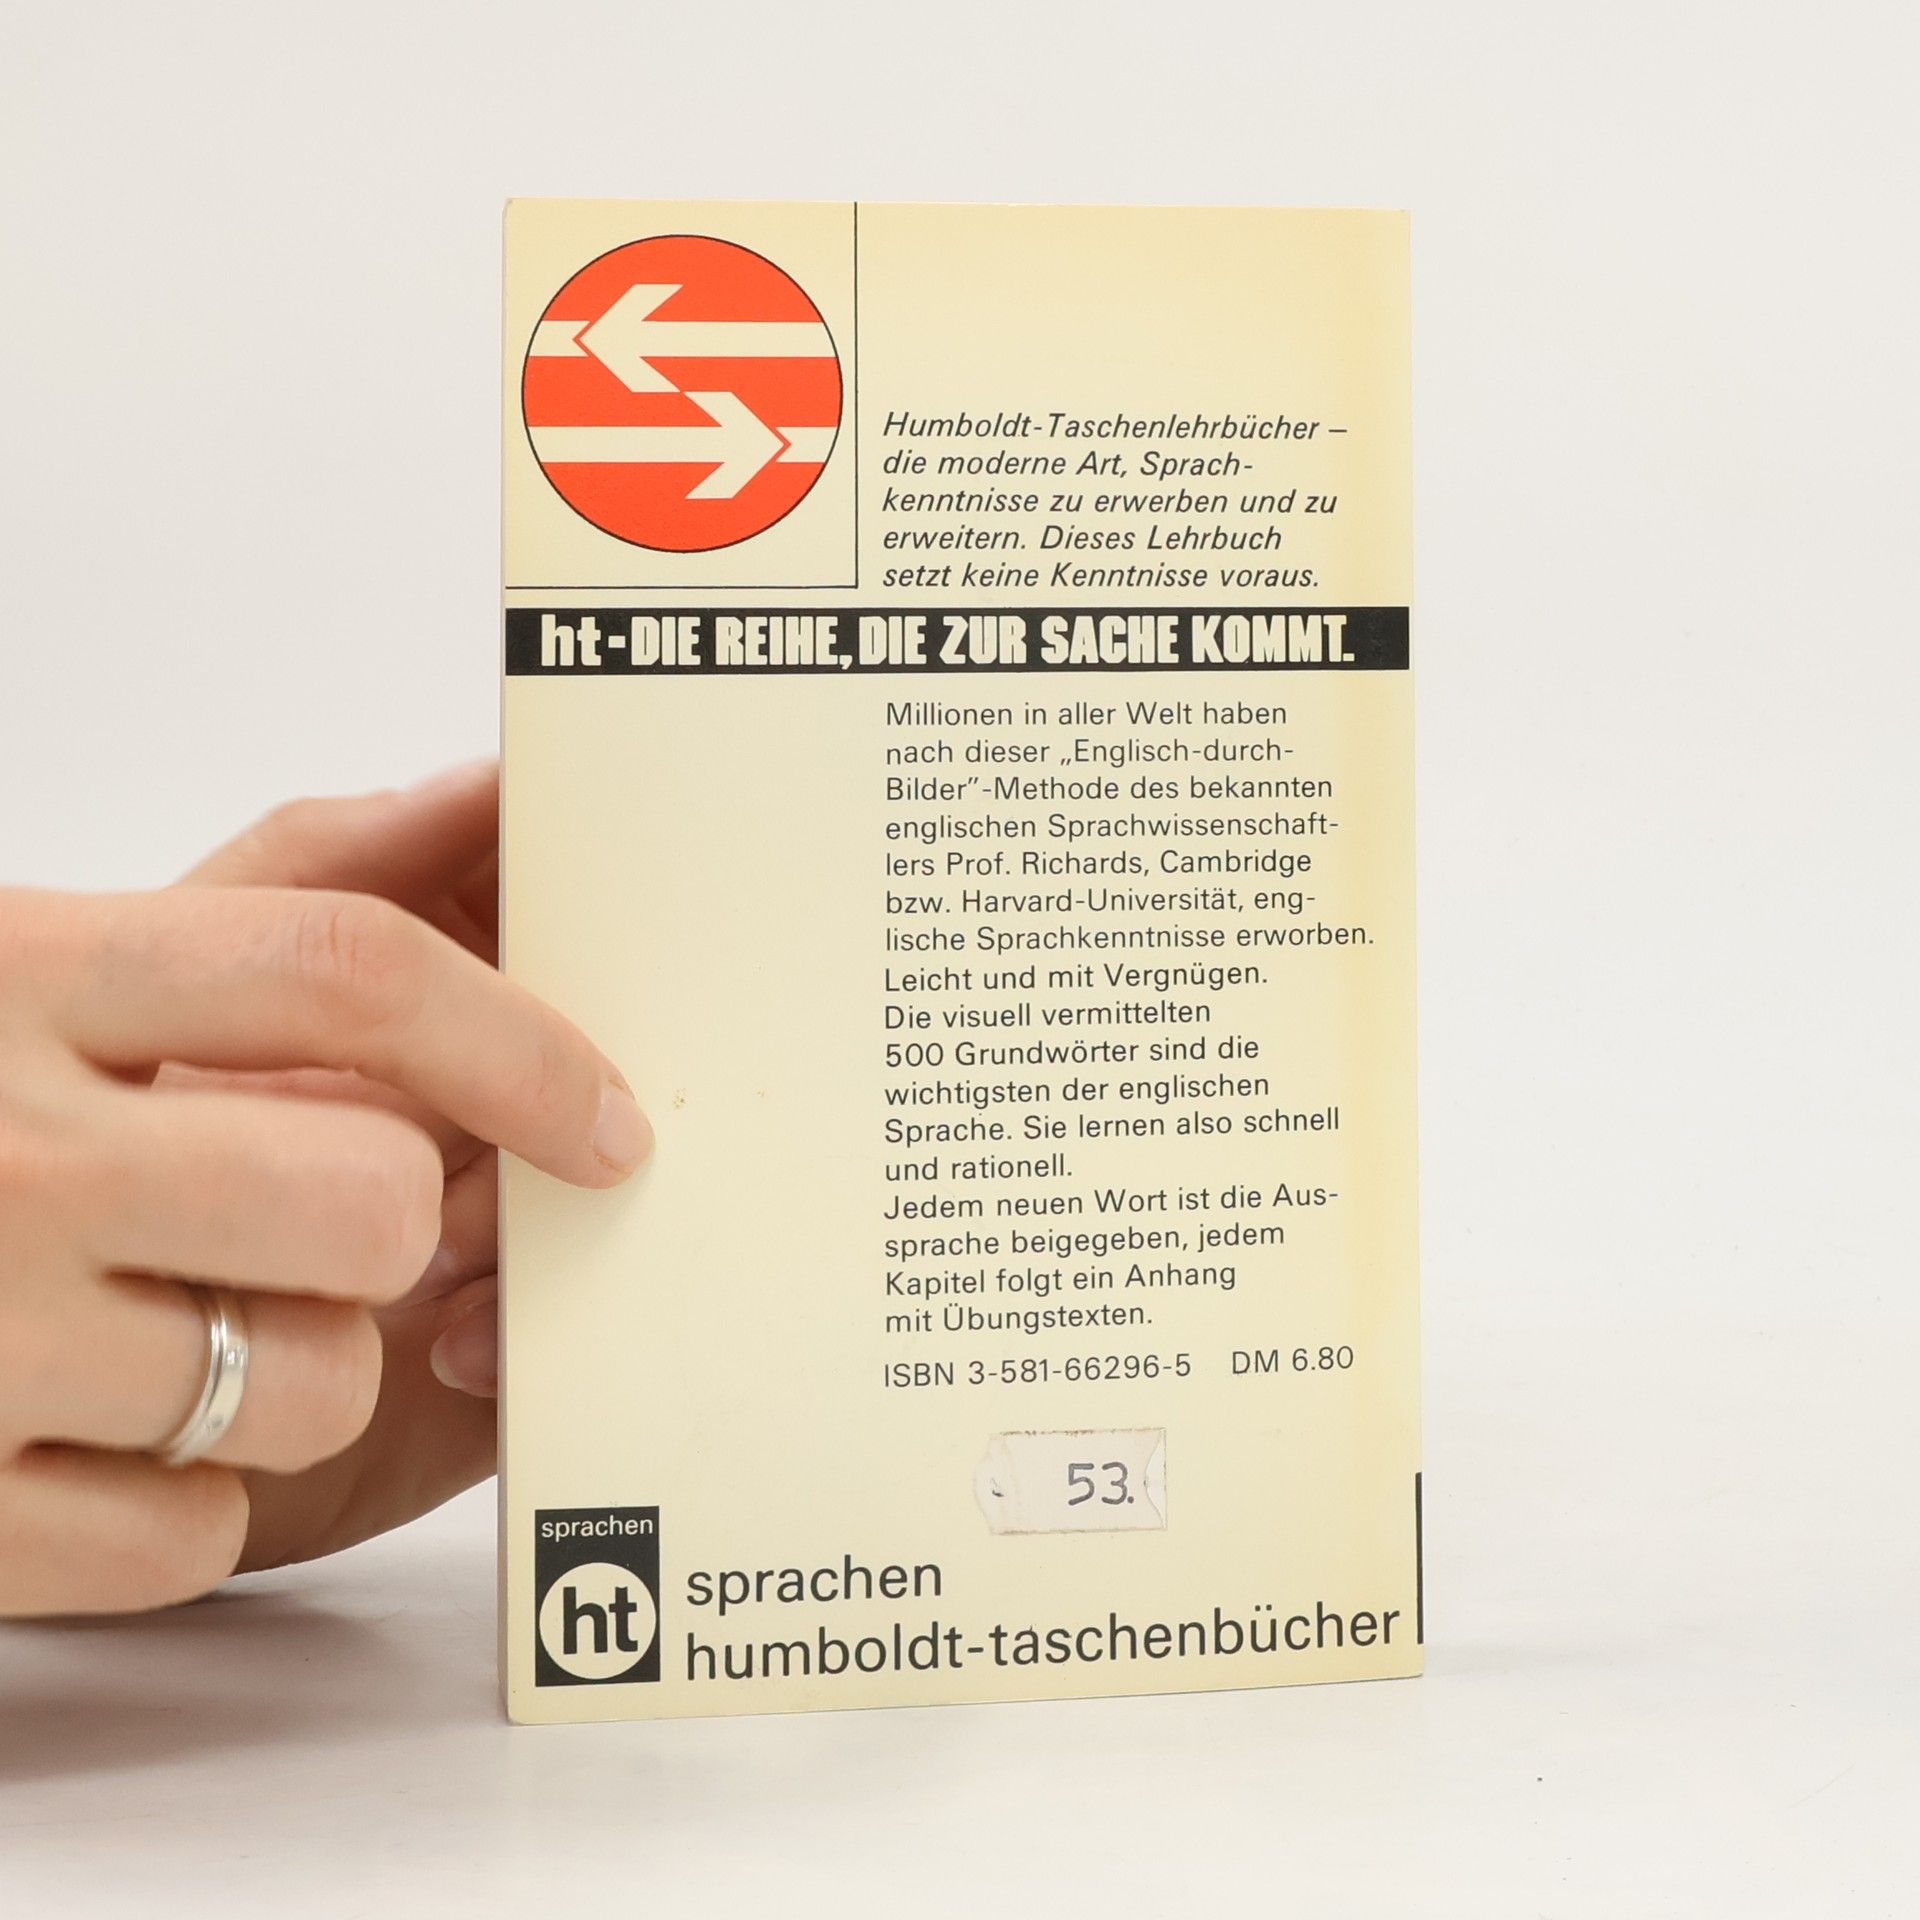 Humboldt-Taschenlehrbücher –
die moderne Art, Sprach-
kenntnisse zu erwerben und zu
erweitern. Dieses Lehrbuch
setzt keine Kenntnisse voraus.
ht-DIE REIHE, DIE ZUR SACHE KOMMT.
Millionen in aller Welt haben
nach dieser „Englisch-durch-
Bilder"-Methode des bekannten
englischen Sprachwissenschaft-
lers Prof. Richards, Cambridge
bzw. Harvard-Universität, eng-
lische Sprachkenntnisse erworben.
Leicht und mit Vergnügen.
Die visuell vermittelten
500 Grundwörter sind die
wichtigsten der englischen
Sprache. Sie lernen also schnell
und rationell.
Jedem neuen Wort ist die Aus-
sprache beigegeben, jedem
Kapitel folgt ein Anhang
mit Übungstexten.
ISBN 3-581-66296-5 DM 6.80
53.
sprachen
ht
sprachen
humboldt-taschenbücher